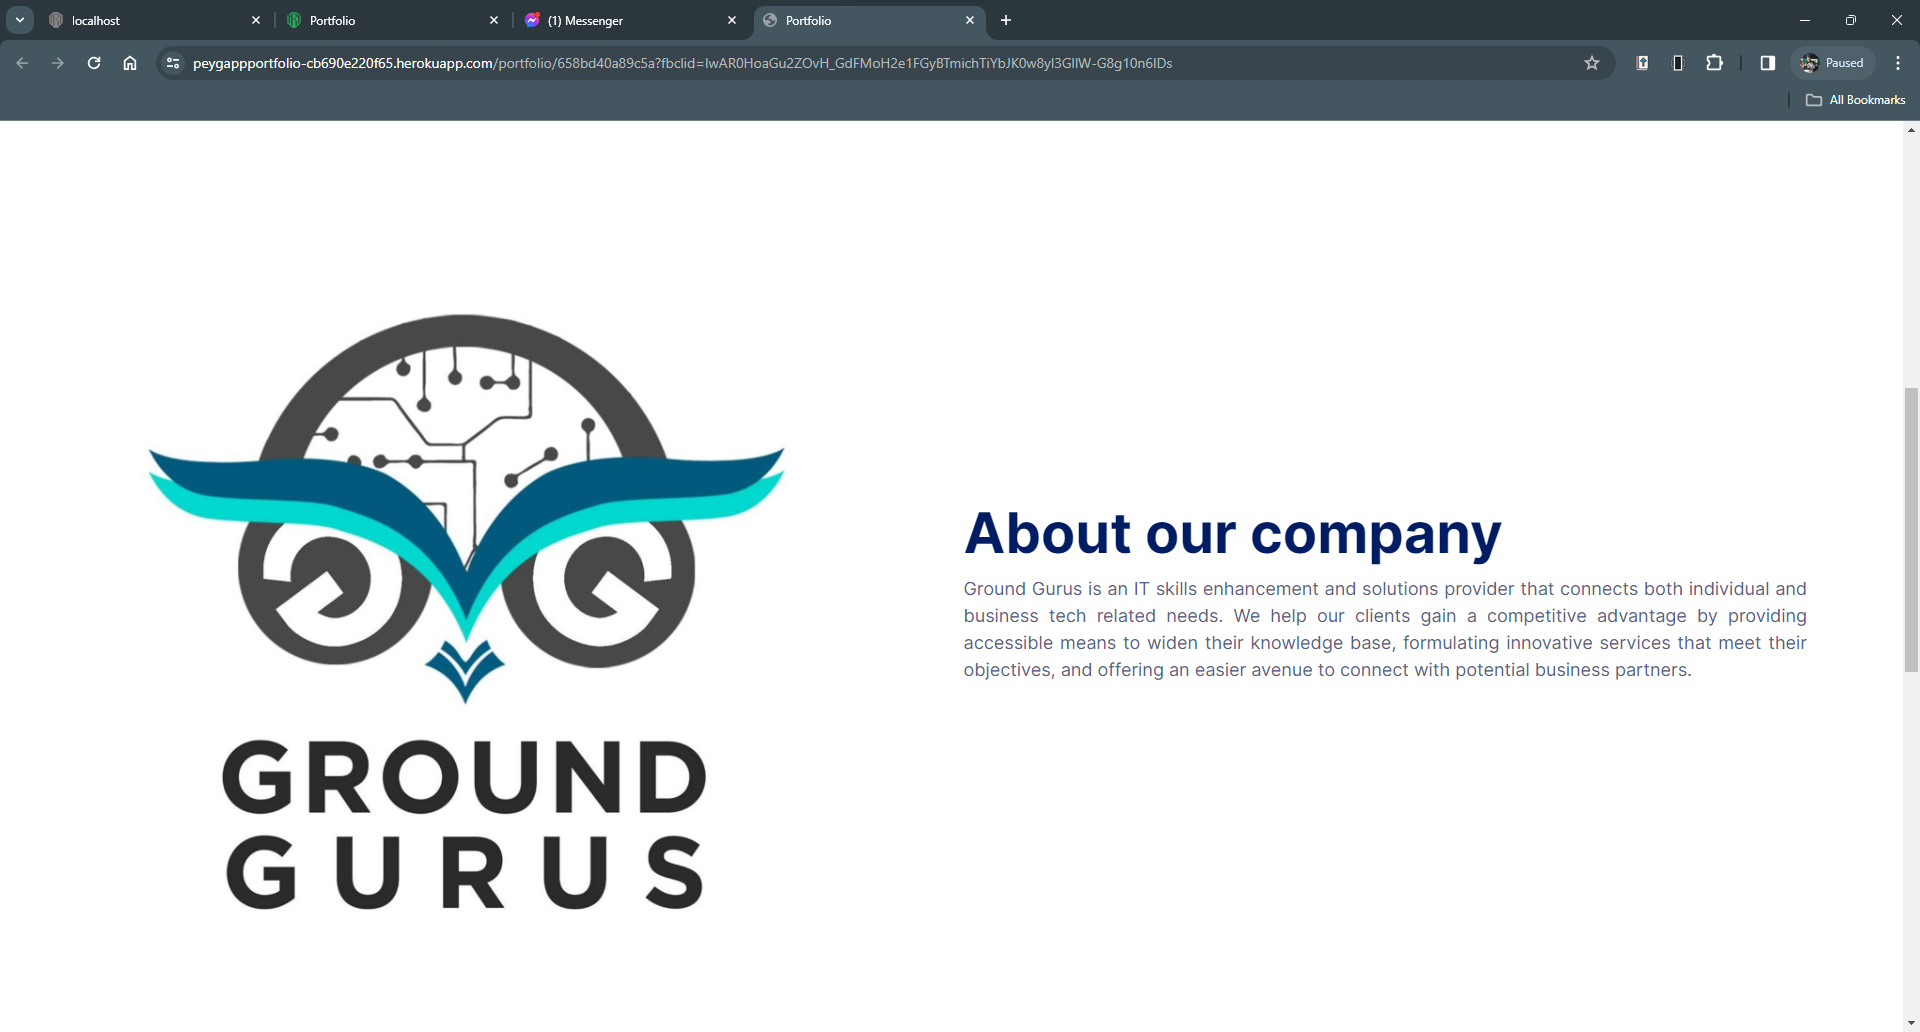 localhost
Portfolio
(1) Messenger
Portfolio
peygappportfolio-cb690e220f65.herokuapp.com/portfolio/658bd40a89c5a?fbclid=IwAR0HoaGu2ZOvH_GdFMoH2e1FGyBTmichTiYbJK0w8yl3GIlW-G8g10n6IDs
Paused
All Bookmarks
GROUND
GURUS
About our company
Ground Gurus is an IT skills enhancement and solutions provider that connects both individual and
business tech related needs. We help our clients gain a competitive advantage by providing
accessible means to widen their knowledge base, formulating innovative services that meet their
objectives, and offering an easier avenue to connect with potential business partners.